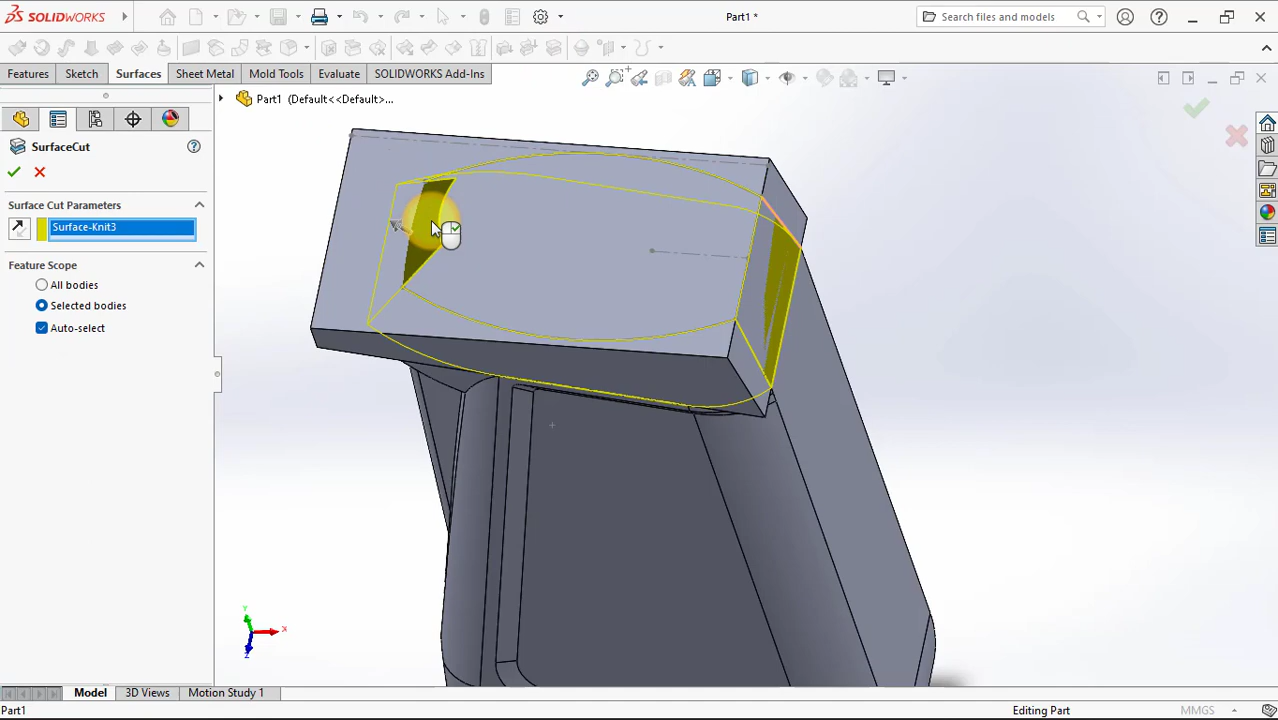 SOLIDWORKS
Part1 *
Search files and models
Features
Sketch
Surfaces
Sheet Metal
Mold Tools
Evaluate
SOLIDWORKS Add-Ins
Part1 (Default<<Default>...
SurfaceCut
Surface Cut Parameters
Surface-Knit3
Feature Scope
All bodies
Selected bodies
Auto-select
Y
X
Z
Model
3D Views
Motion Study 1
Part1
Editing Part
MMGS